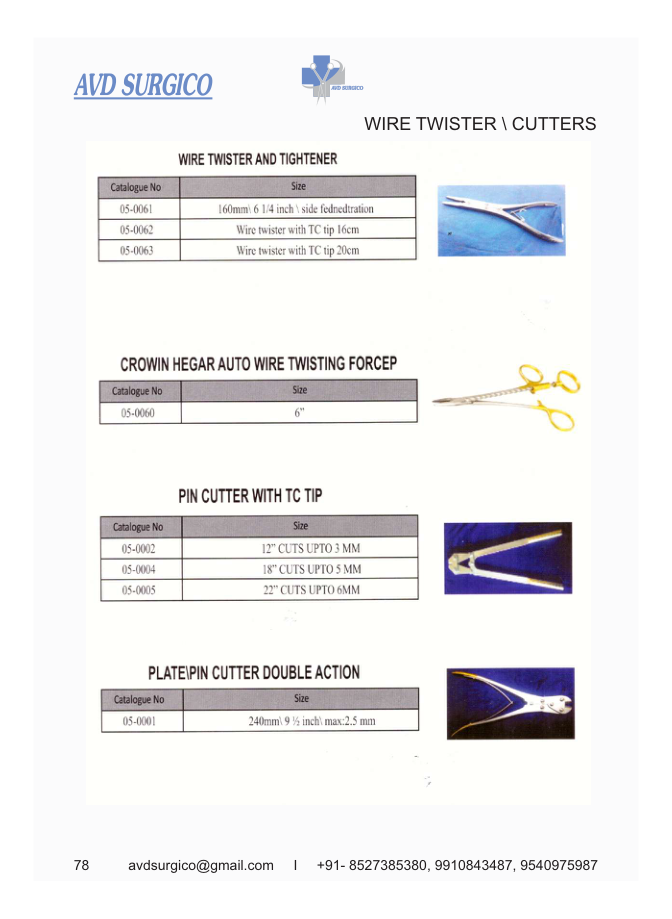 AVD SURGICO
AVD SURGICO
WIRE TWISTER \ CUTTERS
WIRE TWISTER AND TIGHTENER
Catalogue No Size
05-0061 160mm\ 6 1/4 inch \ side fednedtration
05-0062 Wire twister with TC tip 16cm
05-0063 Wire twister with TC tip 20cm
CROWIN HEGAR AUTO WIRE TWISTING FORCEP
Catalogue No Size
05-0060 6"
PIN CUTTER WITH TC TIP
Catalogue No Size
05-0002 12" CUTS UPTO 3 MM
05-0004 18" CUTS UPTO 5 MM
05-0005 22" CUTS UPTO 6MM
PLATE\PIN CUTTER DOUBLE ACTION
Catalogue No Size
05-0001 240mm\ 9 ½ inch\ max:2.5 mm
78 avdsurgico@gmail.com I +91- 8527385380, 9910843487, 9540975987